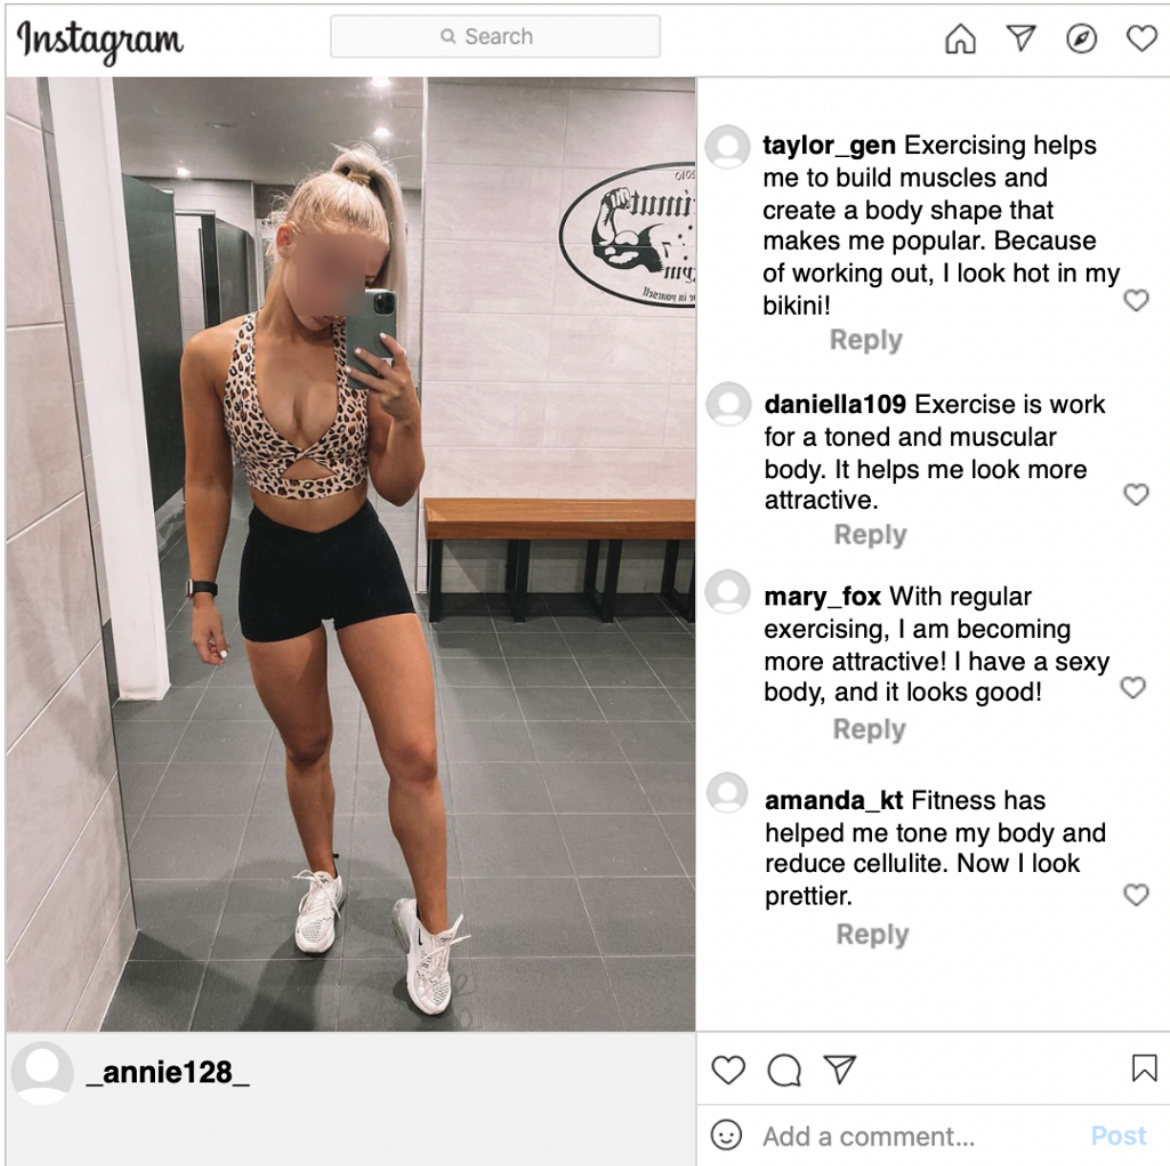 Instagram
Search
taylor_gen Exercising helps
me to build muscles and
create a body shape that
makes me popular. Because
of working out, I look hot in my
bikini!
Reply
daniella109 Exercise is work
for a toned and muscular
body. It helps me look more
attractive.
Reply
mary_fox With regular
exercising, I am becoming
more attractive! I have a sexy
body, and it looks good!
Reply
amanda_kt Fitness has
helped me tone my body and
reduce cellulite. Now I look
prettier.
Reply
_annie128_
Add a comment...
Post